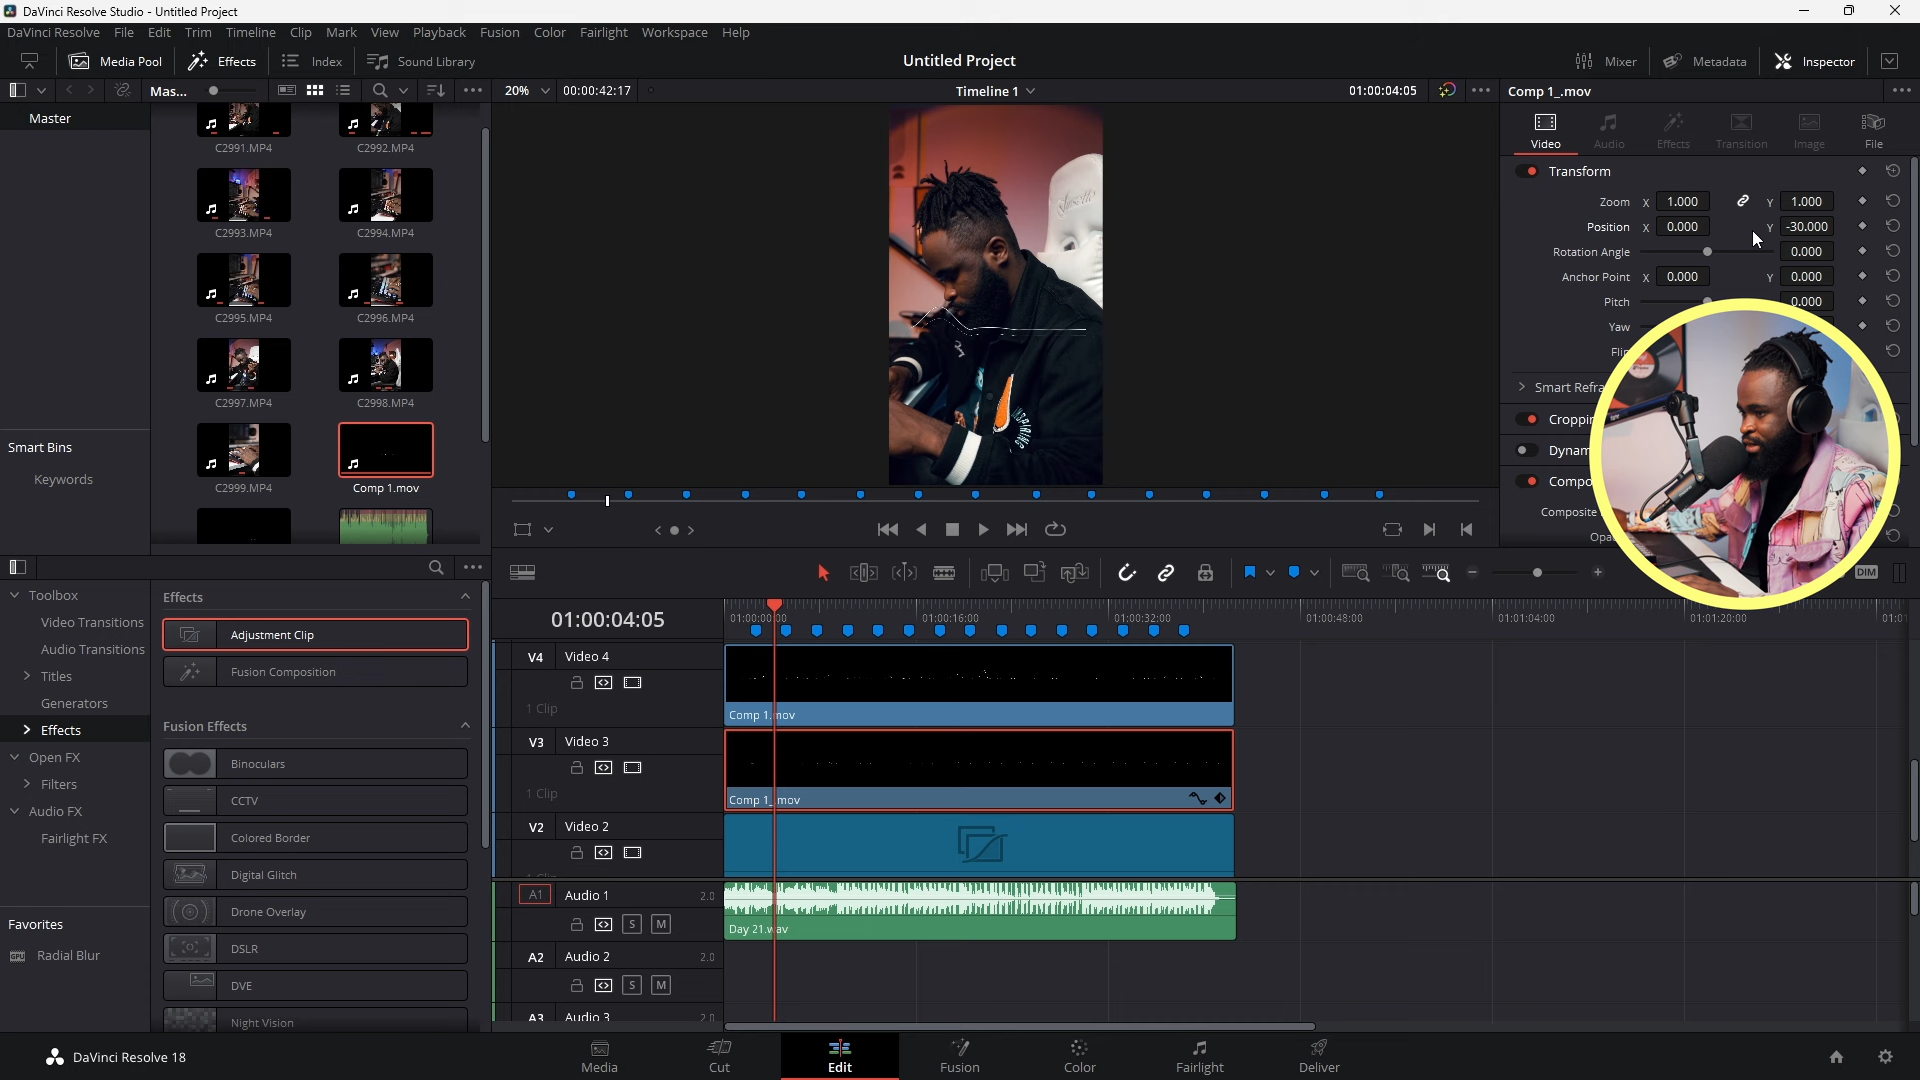 DaVinci Resolve Studio - Untitled Project
DaVinci Resolve File Edit Trim Timeline Clip Mark View Playback Fusion Color Fairlight Workspace Help
Media Pool Effects Index Sound Library Untitled Project Mixer Metadata Inspector
Mas... 20% 00:00:42:17 Timeline 1 01:00:04:05 Comp 1_.mov
Master
C2991.MP4 C2992.MP4
C2993.MP4 C2994.MP4
C2995.MP4 C2996.MP4
C2997.MP4 C2998.MP4
C2999.MP4 Comp 1.mov
Smart Bins
Keywords
Video Audio Effects Transition Image File
Transform
Zoom X 1.000 Y 1.000
Position X 0.000 Y -30.000
Rotation Angle 0.000
Anchor Point X 0.000 Y 0.000
Pitch 0.000
Yaw
Smart Refra
Croppin
Dynam
Compo
Composite
Opa
DIM
Toolbox
Video Transitions
Audio Transitions
Titles
Generators
Effects
Open FX
Filters
Audio FX
Fairlight FX
Favorites
Radial Blur
Effects
Adjustment Clip
Fusion Composition
Fusion Effects
Binoculars
CCTV
Colored Border
Digital Glitch
Drone Overlay
DSLR
DVE
Night Vision
01:00:04:05
01:00:00:00 01:00:16:00 01:00:32:00 01:00:48:00 01:01:04:00 01:01:20:00
V4 Video 4
1 Clip
Comp 1.mov
V3 Video 3
1 Clip
Comp 1_.mov
V2 Video 2
A1 Audio 1 2.0
S M
Day 21.wav
A2 Audio 2 2.0
S M
A3 Audio 3 2.0
DaVinci Resolve 18 Media Cut Edit Fusion Color Fairlight Deliver